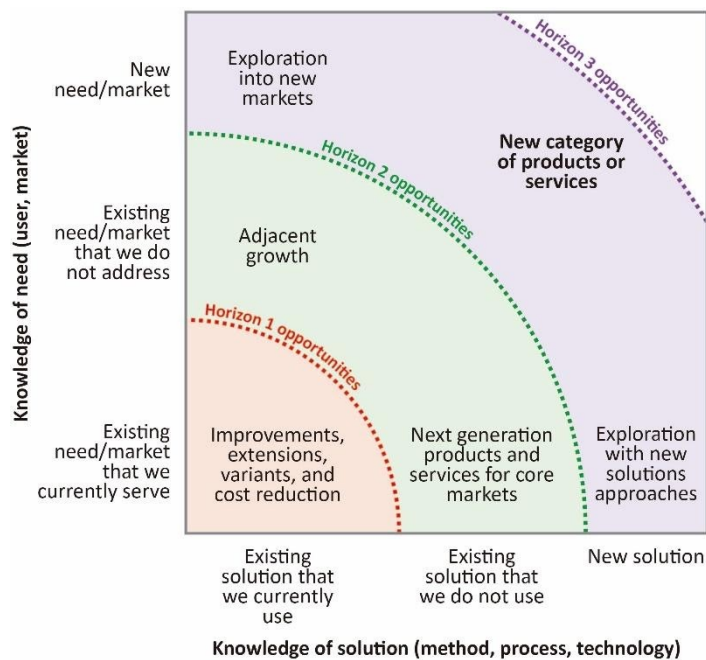 Knowledge of need (user, market)
New
need/market
Existing
need/market
that we do
not address
Existing
need/market
that we
currently serve
Exploration
into new
markets
Horizon 3 opportunities
New category
of products or
services
Horizon 2 opportunities
Adjacent
growth
Horizon 1 opportunities
Improvements,
extensions,
variants, and
cost reduction
Next generation
products and
services for core
markets
Exploration
with new
solutions
approaches
Existing
solution that
we currently
use
Existing
solution that
we do not use
New solution
Knowledge of solution (method, process, technology)